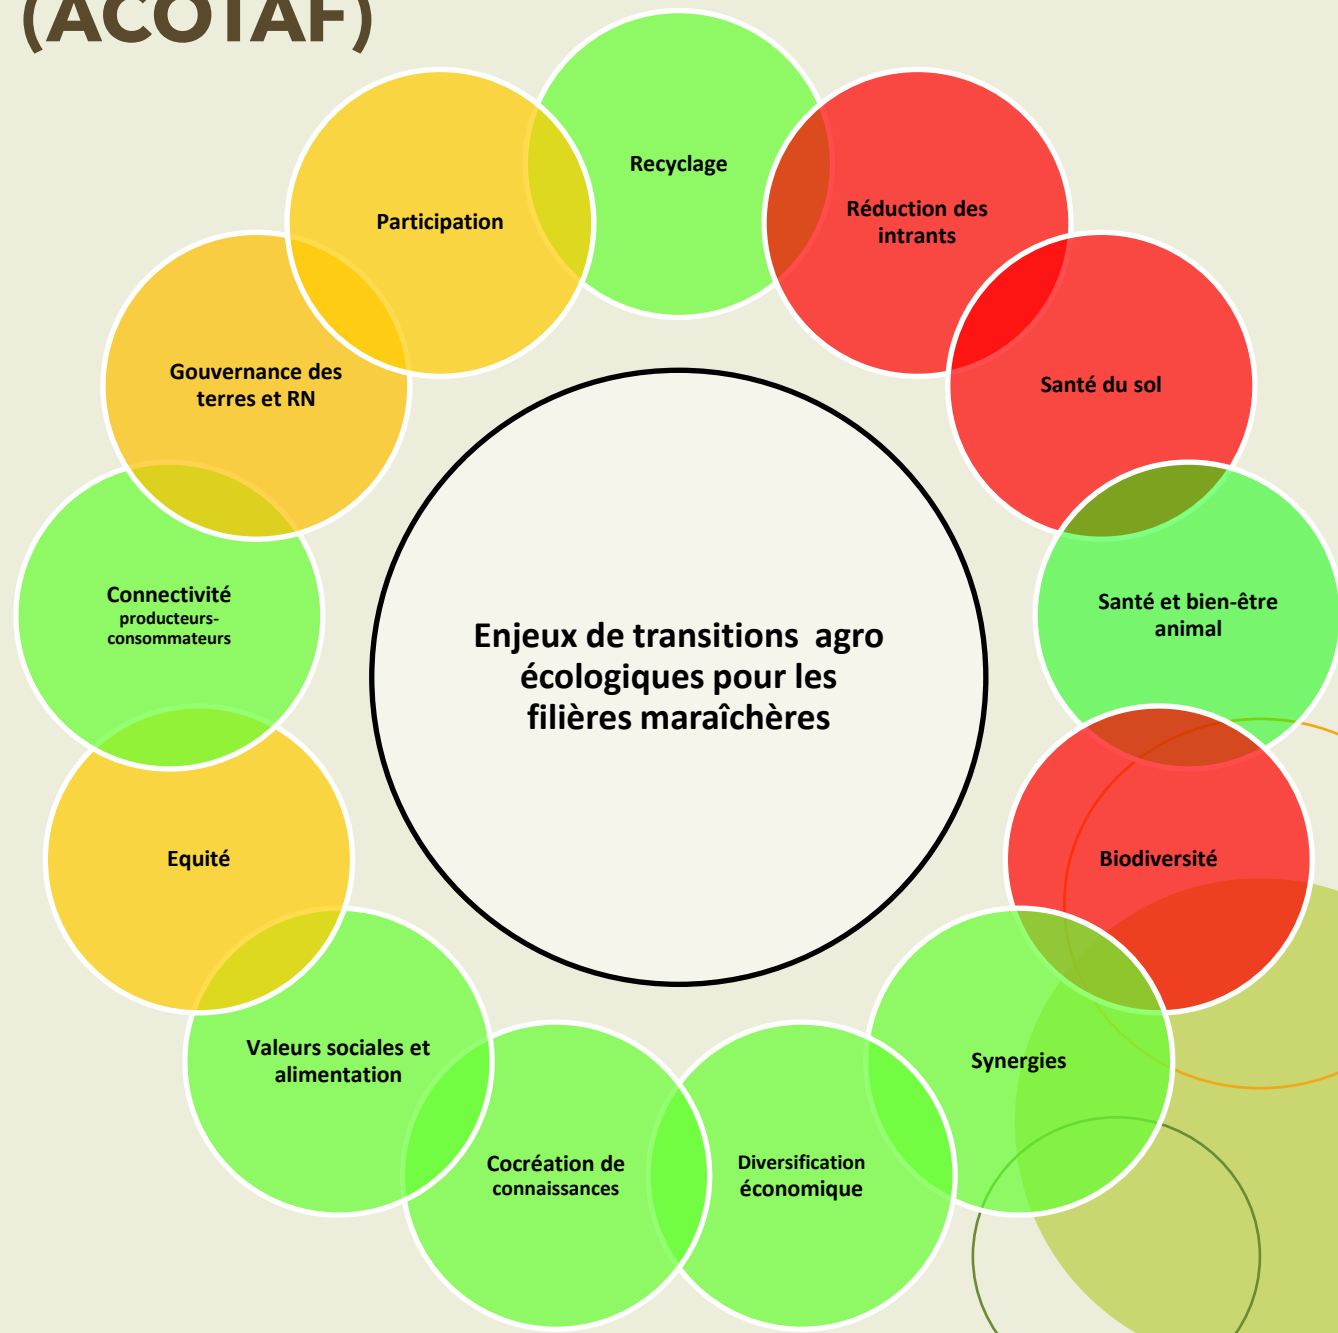 (ACOTAF)
Recyclage
Réduction des
intrants
Santé du sol
Santé et bien-être
animal
Biodiversité
Synergies
Diversification
économique
Cocréation de
connaissances
Valeurs sociales et
alimentation
Equité
Connectivité
producteurs-
consommateurs
Gouvernance des
terres et RN
Participation
Enjeux de transitions  agro
écologiques pour les
filières maraîchères